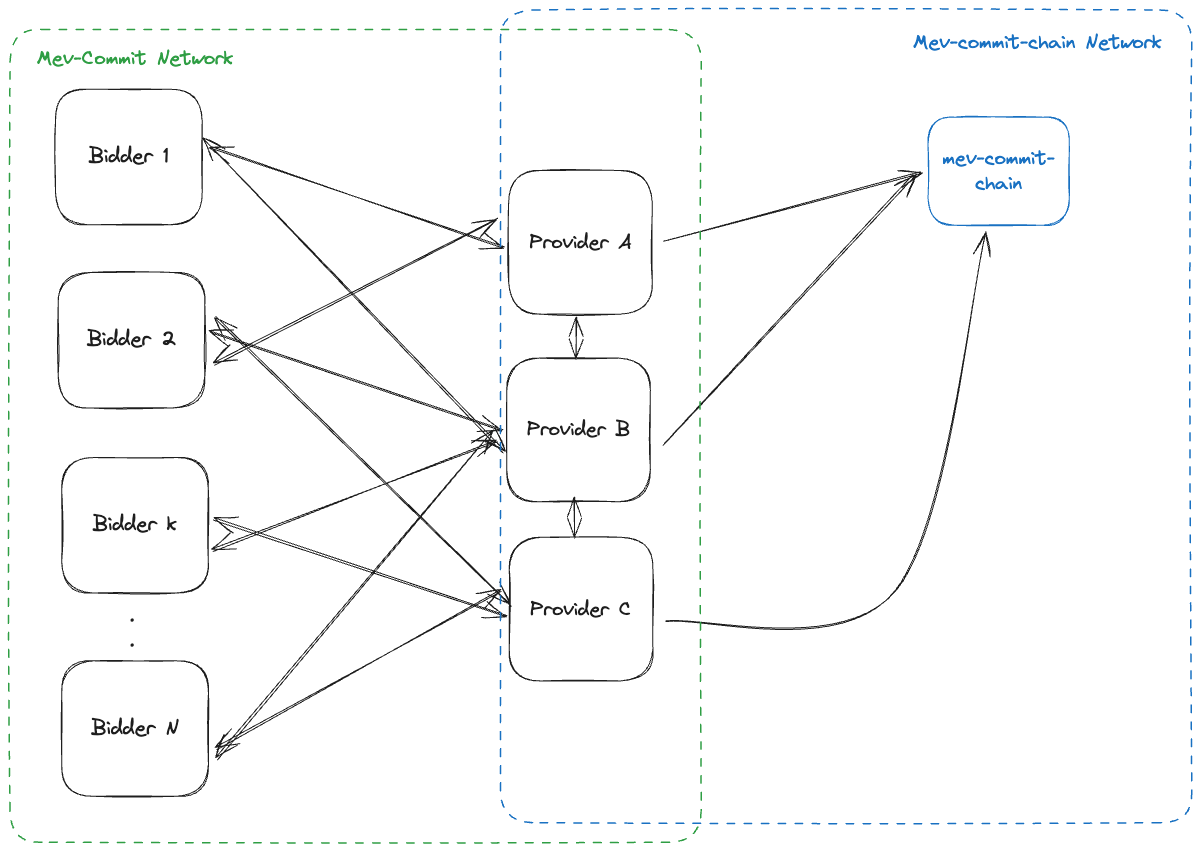 Mev-Commit Network
Mev-commit-chain Network
Bidder 1
Bidder 2
Bidder k
Bidder N
Provider A
Provider B
Provider C
mev-commit-
chain